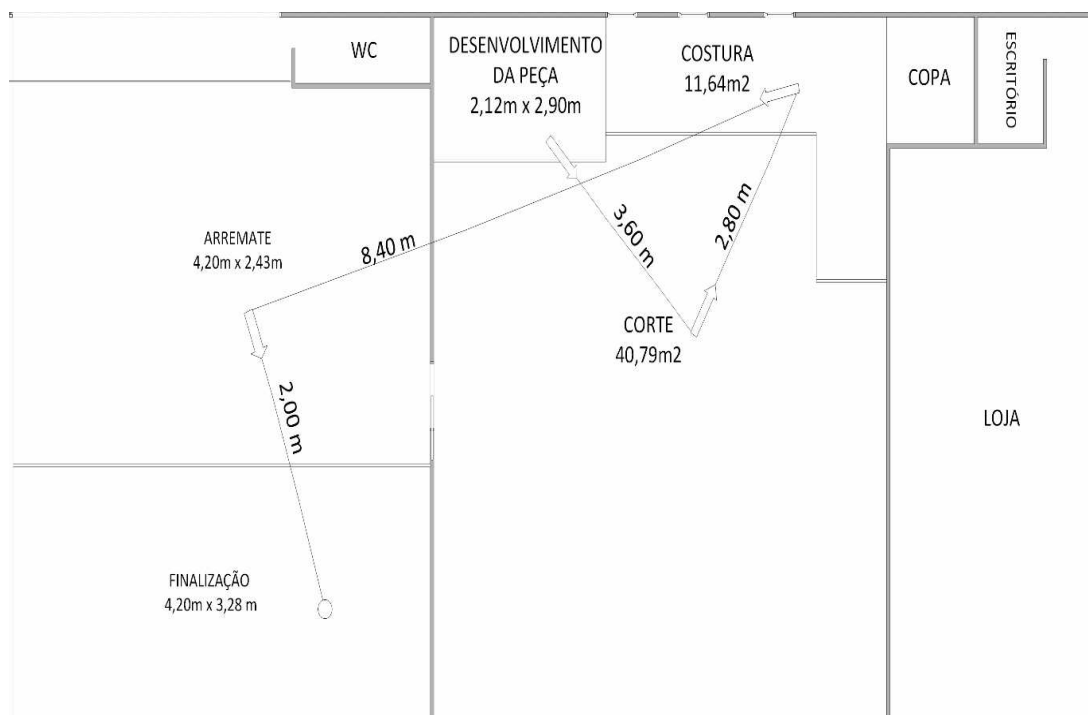 WC
DESENVOLVIMENTO
DA PEÇA
2,12m x 2,90m
COSTURA
11,64m2
COPA
ESCRITÓRIO
ARREMATE
4,20m x 2,43m
8,40 m
3,60 m
2,80 m
CORTE
40,79m2
2,00 m
LOJA
FINALIZAÇÃO
4,20m x 3,28 m